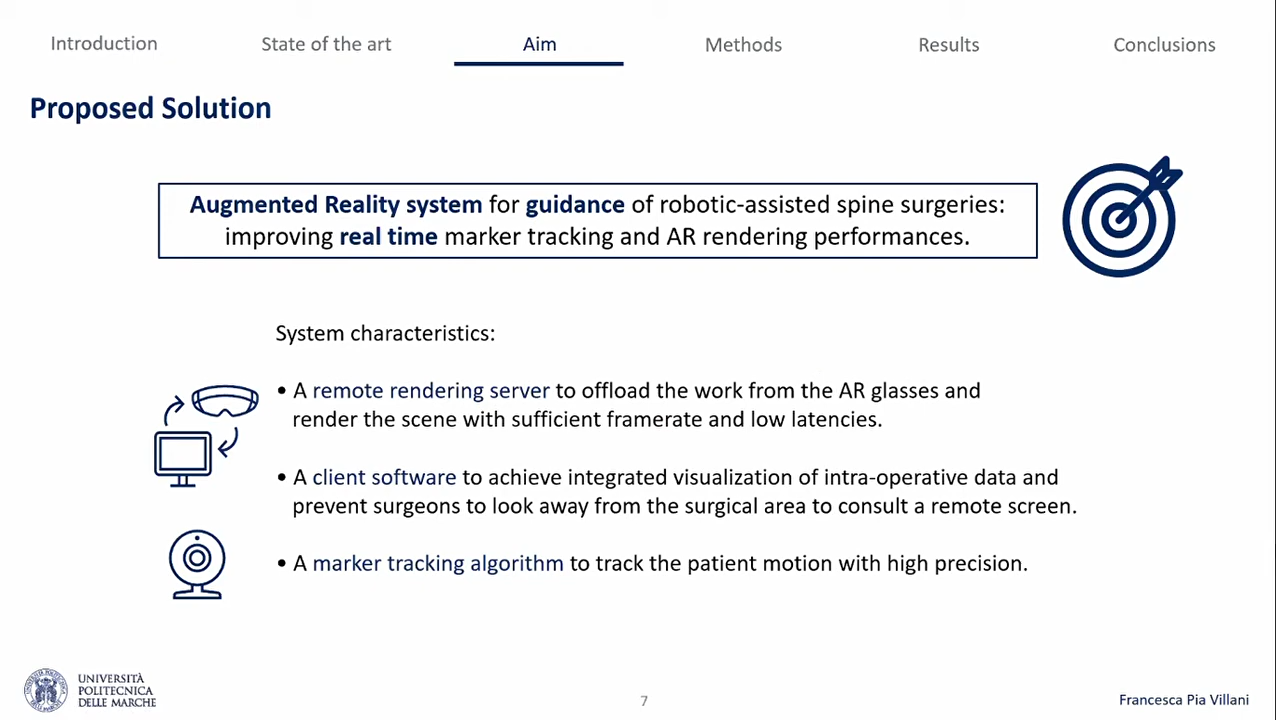 Introduction State of the art Aim Methods Results Conclusions
Proposed Solution
Augmented Reality system for guidance of robotic-assisted spine surgeries:
improving real time marker tracking and AR rendering performances.
System characteristics:
• A remote rendering server to offload the work from the AR glasses and
render the scene with sufficient framerate and low latencies.
• A client software to achieve integrated visualization of intra-operative data and
prevent surgeons to look away from the surgical area to consult a remote screen.
• A marker tracking algorithm to track the patient motion with high precision.
UNIVERSITÀ
POLITECNICA
DELLE MARCHE
7
Francesca Pia Villani